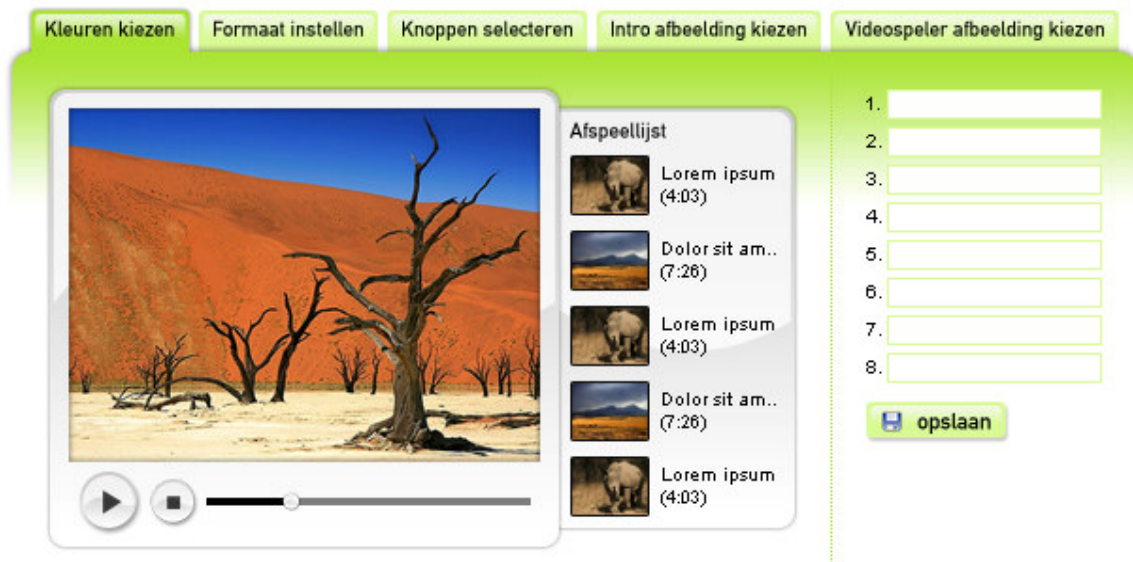 Kleuren kiezen
Formaat instellen
Knoppen selecteren
Intro afbeelding kiezen
Videospeler afbeelding kiezen
Afspeellijst
Lorem ipsum
(4:03)
Dolor sit am..
(7:26)
Lorem ipsum
(4:03)
Dolor sit am..
(7:26)
Lorem ipsum
(4:03)
1.
2.
3.
4.
5.
6.
7.
8.
opslaan